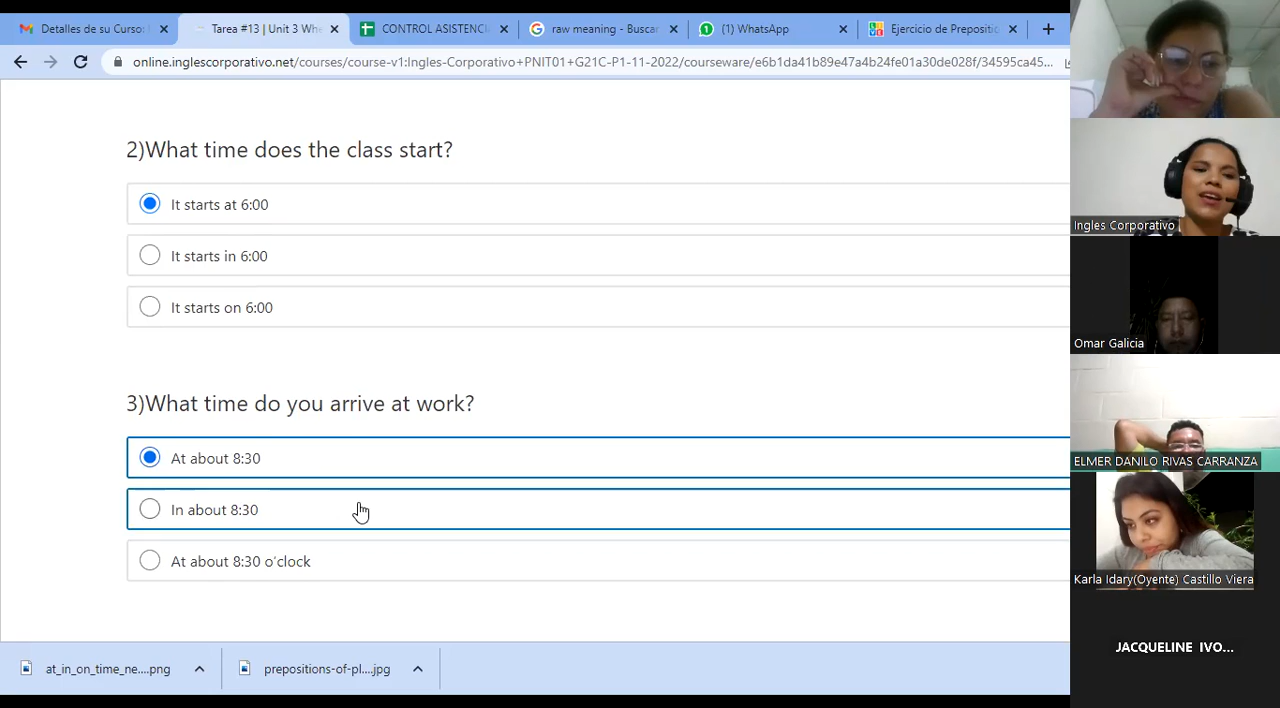 Detalles de su Curso:
Tarea #13 | Unit 3 Whe
CONTROL ASISTENCI
raw meaning - Buscar
(1) WhatsApp
Ejercicio de Prepositio
online.inglescorporativo.net/courses/course-v1:Ingles-Corporativo+PNIT01+G21C-P1-11-2022/courseware/e6b1da41b89e47a4b24fe01a30de028f/34595ca45...
2)What time does the class start?
It starts at 6:00
It starts in 6:00
It starts on 6:00
3)What time do you arrive at work?
At about 8:30
In about 8:30
At about 8:30 o´clock
at_in_on_time_ne....png
prepositions-of-pl....jpg
Ingles Corporativo
Omar Galicia
ELMER DANILO RIVAS CARRANZA
Karla Idary(Oyente) Castillo Viera
JACQUELINE IVO...